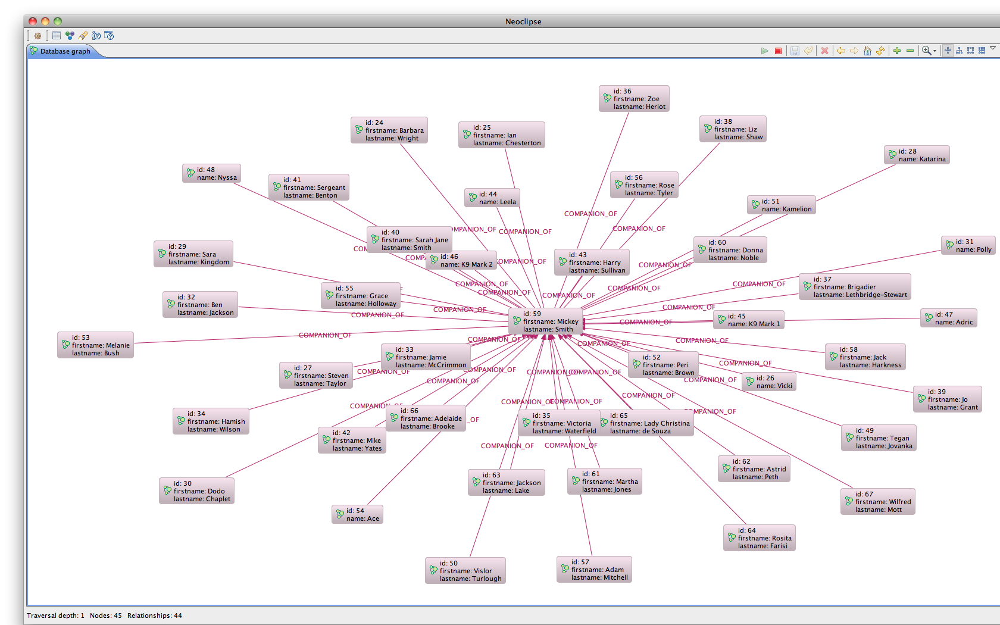 Neoclipse
Database graph
id: 36
firstname: Zoe
lastname: Heriot
id: 24
firstname: Barbara
lastname: Wright
id: 25
firstname: Ian
lastname: Chesterton
id: 38
firstname: Liz
lastname: Shaw
id: 28
name: Katarina
id: 48
name: Nyssa
id: 41
firstname: Sergeant
lastname: Benton
id: 44
name: Leela
id: 56
firstname: Rose
lastname: Tyler
id: 51
name: Kamelion
COMPANION_OF
COMPANION_OF
COMPANION_OF
id: 40
firstname: Sarah Jane
lastname: Smith
id: 29
firstname: Sara
lastname: Kingdom
id: 46
name: K9 Mark 2
COMPANION_OF
id: 43
firstname: Harry
lastname: Sullivan
id: 60
firstname: Donna
lastname: Noble
id: 31
name: Polly
COMPANION_OF
id: 55
firstname: Grace
lastname: Holloway
COMPANION_OF
COMPANION_OF
COMPANION_OF
COMPANION_OF
COMPANION_OF
id: 37
firstname: Brigadier
lastname: Lethbridge-Stewart
id: 32
firstname: Ben
lastname: Jackson
COMPANION_OF
COMPANION_OF
COMPANION_OF
id: 59
firstname: Mickey
lastname: Smith
COMPANION_OF
id: 45
name: K9 Mark 1
id: 47
name: Adric
id: 53
firstname: Melanie
lastname: Bush
COMPANION_OF
COMPANION_OF
COMPANION_OF
COMPANION_OF
id: 33
firstname: Jamie
lastname: McCrimmon
id: 52
firstname: Peri
lastname: Brown
id: 58
firstname: Jack
lastname: Harkness
COMPANION_OF
id: 27
firstname: Steven
lastname: Taylor
COMPANION_OF
COMPANION_OF
COMPANION_OF
COMPANION_OF
COMPANION_OF
COMPANION_OF
COMPANION_OF
id: 26
name: Vicki
id: 39
firstname: Jo
lastname: Grant
COMPANION_OF
id: 34
firstname: Hamish
lastname: Wilson
COMPANION_OF
id: 66
firstname: Adelaide
lastname: Brooke
COMPANION_OF
COMPANION_OF
COMPANION_OF
id: 35
firstname: Victoria
lastname: Waterfield
id: 65
firstname: Lady Christina
lastname: de Souza
id: 42
firstname: Mike
lastname: Yates
id: 49
firstname: Tegan
lastname: Jovanka
COMPANION_OF
COMPANION_OF
id: 62
firstname: Astrid
lastname: Peth
id: 30
firstname: Dodo
lastname: Chaplet
id: 63
firstname: Jackson
lastname: Lake
id: 61
firstname: Martha
lastname: Jones
id: 67
firstname: Wilfred
lastname: Mott
id: 54
name: Ace
id: 64
firstname: Rosita
lastname: Farisi
id: 50
firstname: Vislor
lastname: Turlough
id: 57
firstname: Adam
lastname: Mitchell
Traversal depth: 1 Nodes: 45 Relationships: 44